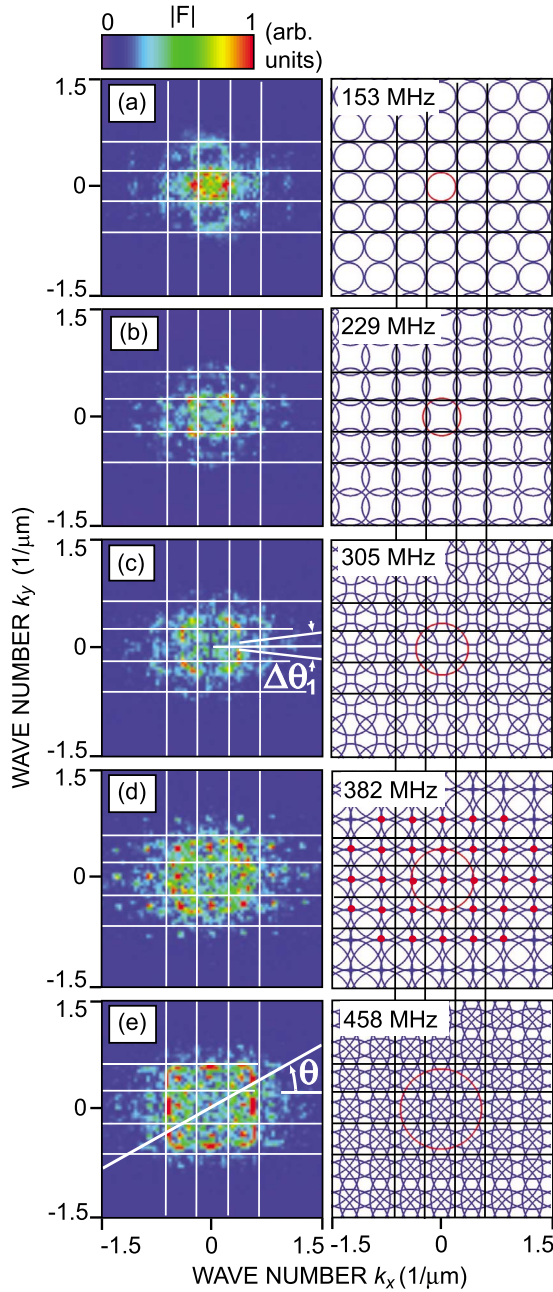 |F|
0 1 (arb. units)
1.5 (a) 153 MHz
0
-1.5
1.5 (b) 229 MHz
0
-1.5
1.5 (c) 305 MHz
0
Δθ1
-1.5
1.5 (d) 382 MHz
0
-1.5
1.5 (e) 458 MHz
θ
0
-1.5
-1.5 0 1.5 -1.5 0 1.5
WAVE NUMBER kx (1/μm)
WAVE NUMBER ky (1/μm)